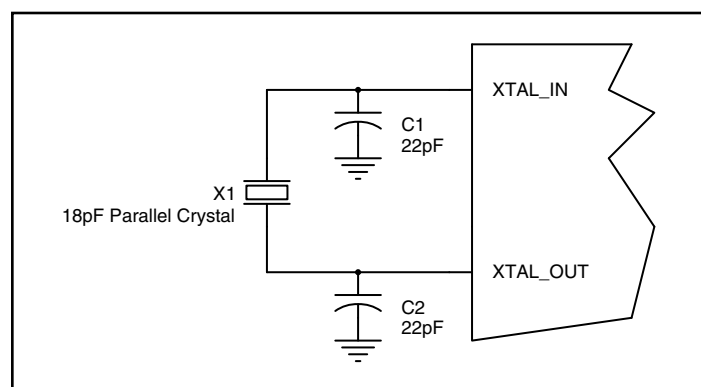 XTAL_IN
C1
22pF
X1
18pF Parallel Crystal
XTAL_OUT
C2
22pF